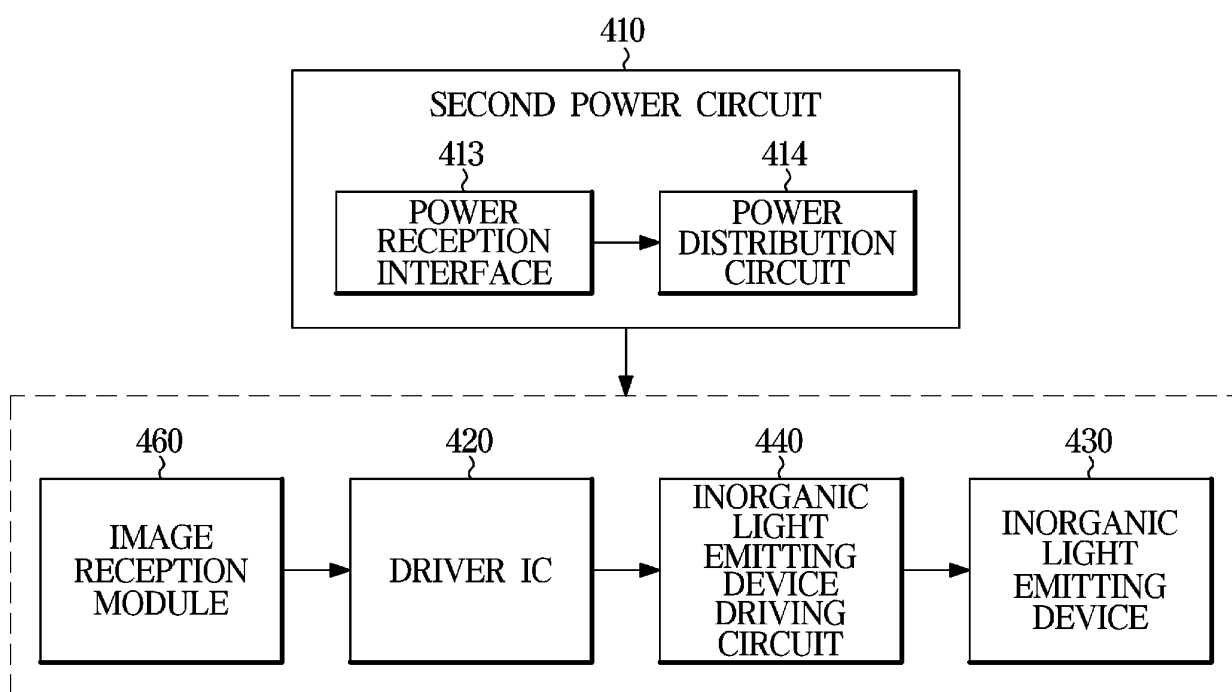 410
SECOND POWER CIRCUIT
413
POWER
RECEPTION
INTERFACE
414
POWER
DISTRIBUTION
CIRCUIT
460
IMAGE
RECEPTION
MODULE
420
DRIVER IC
440
INORGANIC
LIGHT
EMITTING
DEVICE
DRIVING
CIRCUIT
430
INORGANIC
LIGHT
EMITTING
DEVICE